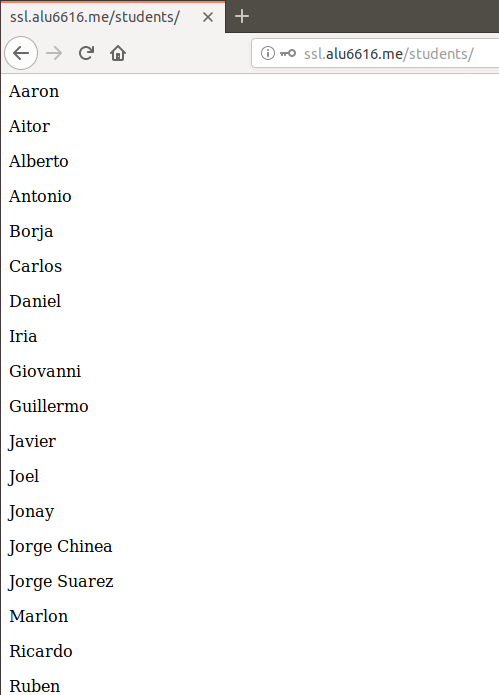 ssl.alu6616.me/students/
ssl.alu6616.me/students/
Aaron
Aitor
Alberto
Antonio
Borja
Carlos
Daniel
Iria
Giovanni
Guillermo
Javier
Joel
Jonay
Jorge Chinea
Jorge Suarez
Marlon
Ricardo
Ruben